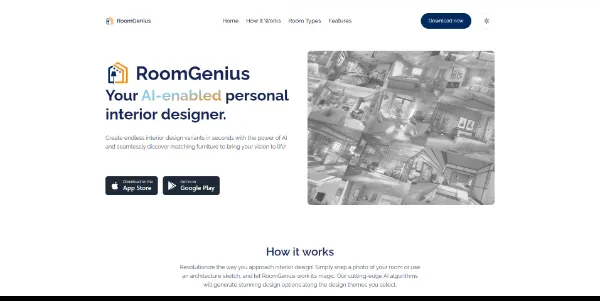 RoomGenius
Home How It Works Room Types Features
Download now
RoomGenius
Your AI-enabled personal
interior designer.
Create endless interior design variants in seconds with the power of AI
and seamlessly discover matching furniture to bring your vision to life!
Download on the
App Store
Get it on
Google Play
How it works
Revolutionize the way you approach interior design! Simply snap a photo of your room or use
an architecture sketch, and let RoomGenius work its magic. Our cutting-edge AI algorithms
will generate stunning design options along the design themes you select.